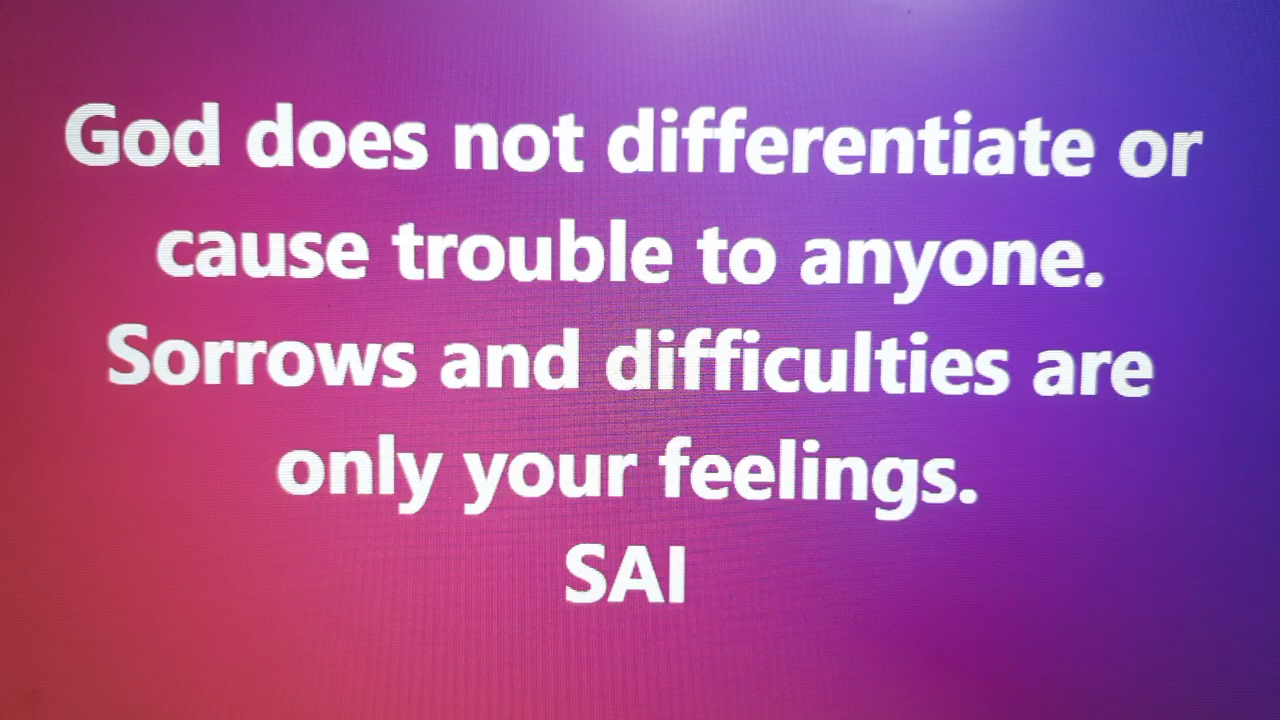 God does not differentiate or
cause trouble to anyone.
Sorrows and difficulties are
only your feelings.
SAI